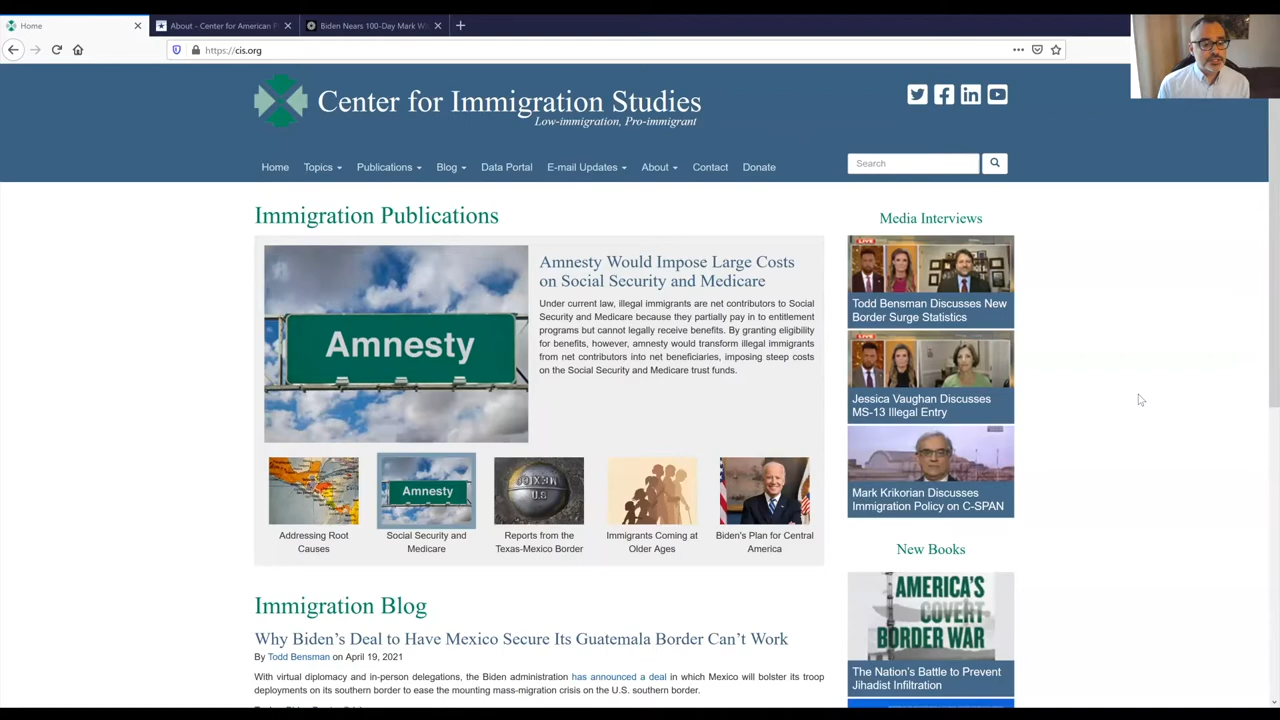 Home
About - Center for American P
Biden Nears 100-Day Mark Wi
https://cis.org
Center for Immigration Studies
Low-immigration, Pro-immigrant
Home Topics Publications Blog Data Portal E-mail Updates About Contact Donate
Search
Immigration Publications
Amnesty
Amnesty Would Impose Large Costs
on Social Security and Medicare
Under current law, illegal immigrants are net contributors to Social
Security and Medicare because they partially pay in to entitlement
programs but cannot legally receive benefits. By granting eligibility
for benefits, however, amnesty would transform illegal immigrants
from net contributors into net beneficiaries, imposing steep costs
on the Social Security and Medicare trust funds.
Amnesty
MEXICO
U.S
Addressing Root
Causes
Social Security and
Medicare
Reports from the
Texas-Mexico Border
Immigrants Coming at
Older Ages
Biden's Plan for Central
America
Immigration Blog
Why Biden's Deal to Have Mexico Secure Its Guatemala Border Can't Work
By Todd Bensman on April 19, 2021
With virtual diplomacy and in-person delegations, the Biden administration has announced a deal in which Mexico will bolster its troop
deployments on its southern border to ease the mounting mass-migration crisis on the U.S. southern border.
Media Interviews
LIVE
Todd Bensman Discusses New
Border Surge Statistics
LIVE
Jessica Vaughan Discusses
MS-13 Illegal Entry
Mark Krikorian Discusses
Immigration Policy on C-SPAN
New Books
AMERICA'S
COVERT
BORDER WAR
The Nation's Battle to Prevent
Jihadist Infiltration